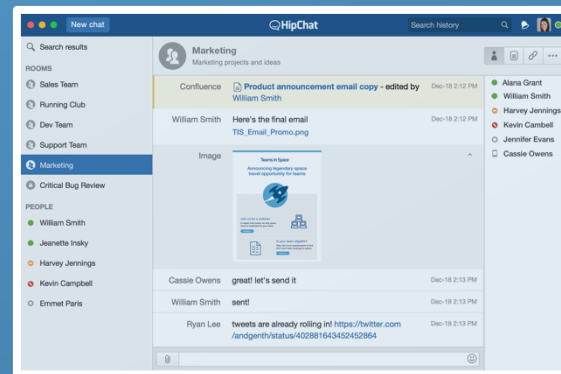 New chat
HipChat
Search history
Search results
ROOMS
Sales Team
Running Club
Dev Team
Support Team
Marketing
Critical Bug Review
PEOPLE
William Smith
Jeanette Insky
Harvey Jennings
Kevin Campbell
Emmet Paris
Marketing
Marketing projects and ideas
Confluence
Product announcement email copy - edited by
William Smith
Dec-18 2:12 PM
William Smith
Here's the final email
TIS_Email_Promo.png
Dec-18 2:12 PM
Image
Teams in Space
Announcing legendary space
travel opportunity for teams
Cassie Owens
great! let's send it
Dec-18 2:13 PM
William Smith
sent!
Dec-18 2:13 PM
Ryan Lee
tweets are already rolling in! https://twitter.com
/andgenth/status/402881643452452864
Dec-18 2:13 PM
Alana Grant
William Smith
Harvey Jennings
Kevin Cambell
Jennifer Evans
Cassie Owens